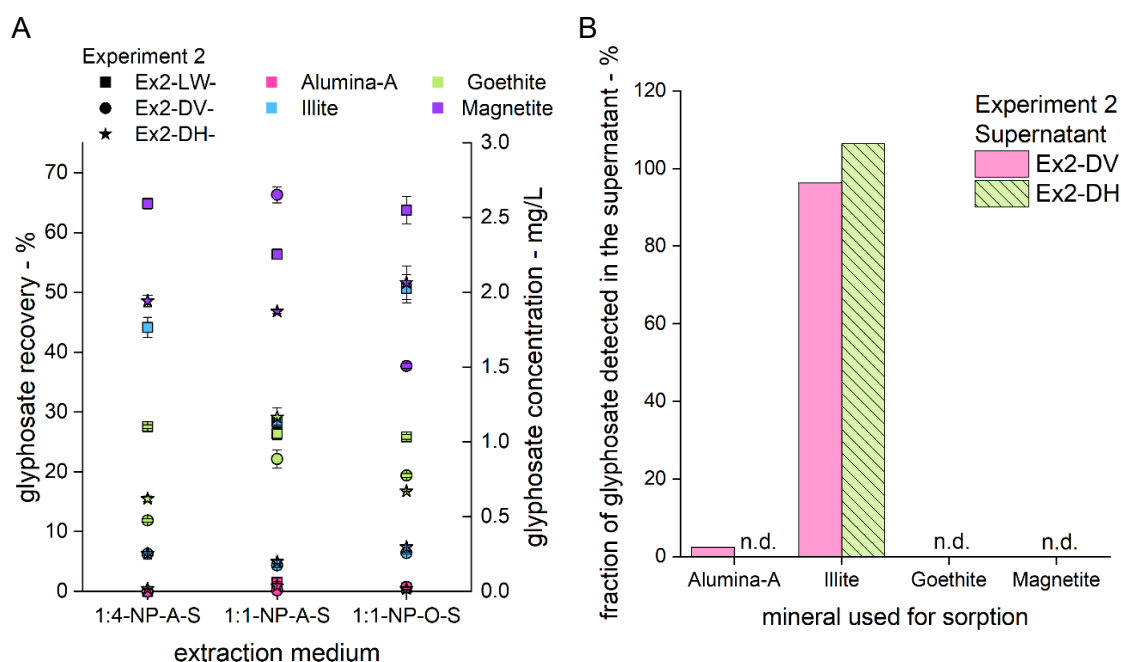 A
Experiment 2
Ex2-LW-
Alumina-A
Goethite
Ex2-DV-
Illite
Magnetite
Ex2-DH-
glyphosate recovery - %
70
60
50
40
30
20
10
0
glyphosate concentration - mg/L
3.0
2.5
2.0
1.5
1.0
0.5
0.0
1:4-NP-A-S
1:1-NP-A-S
1:1-NP-O-S
extraction medium
B
fraction of glyphosate detected in the supernatant - %
120
100
80
60
40
20
0
Experiment 2
Supernatant
Ex2-DV
Ex2-DH
n.d.
n.d.
n.d.
Alumina-A
Illite
Goethite
Magnetite
mineral used for sorption